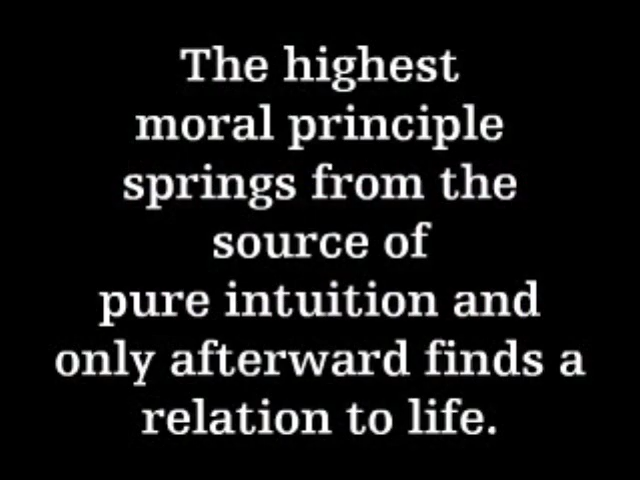 The highest
moral principle
springs from the
source of
pure intuition and
only afterward finds a
relation to life.